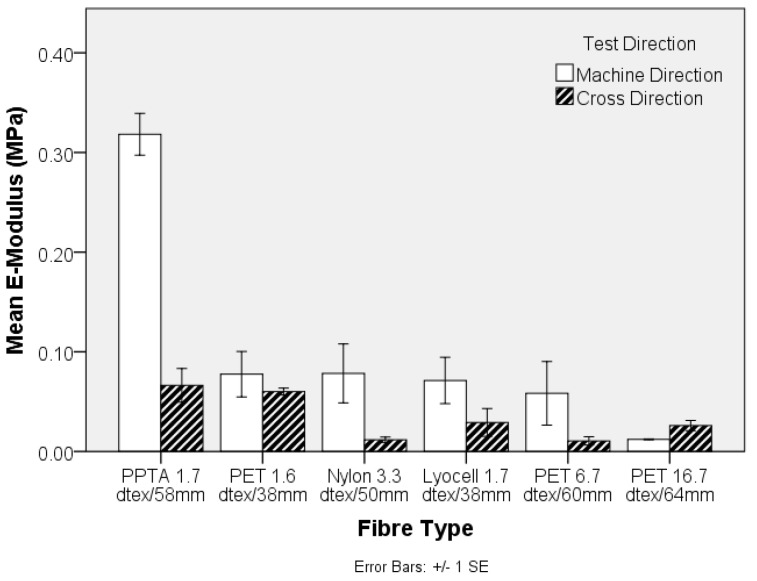 Test Direction
Machine Direction
Cross Direction
Mean E-Modulus (MPa)
0.40
0.30
0.20
0.10
0.00
PPTA 1.7 PET 1.6 Nylon 3.3 Lyocell 1.7 PET 6.7 PET 16.7
dtex/58mm dtex/38mm dtex/50mm dtex/38mm dtex/60mm dtex/64mm
Fibre Type
Error Bars: +/- 1 SE